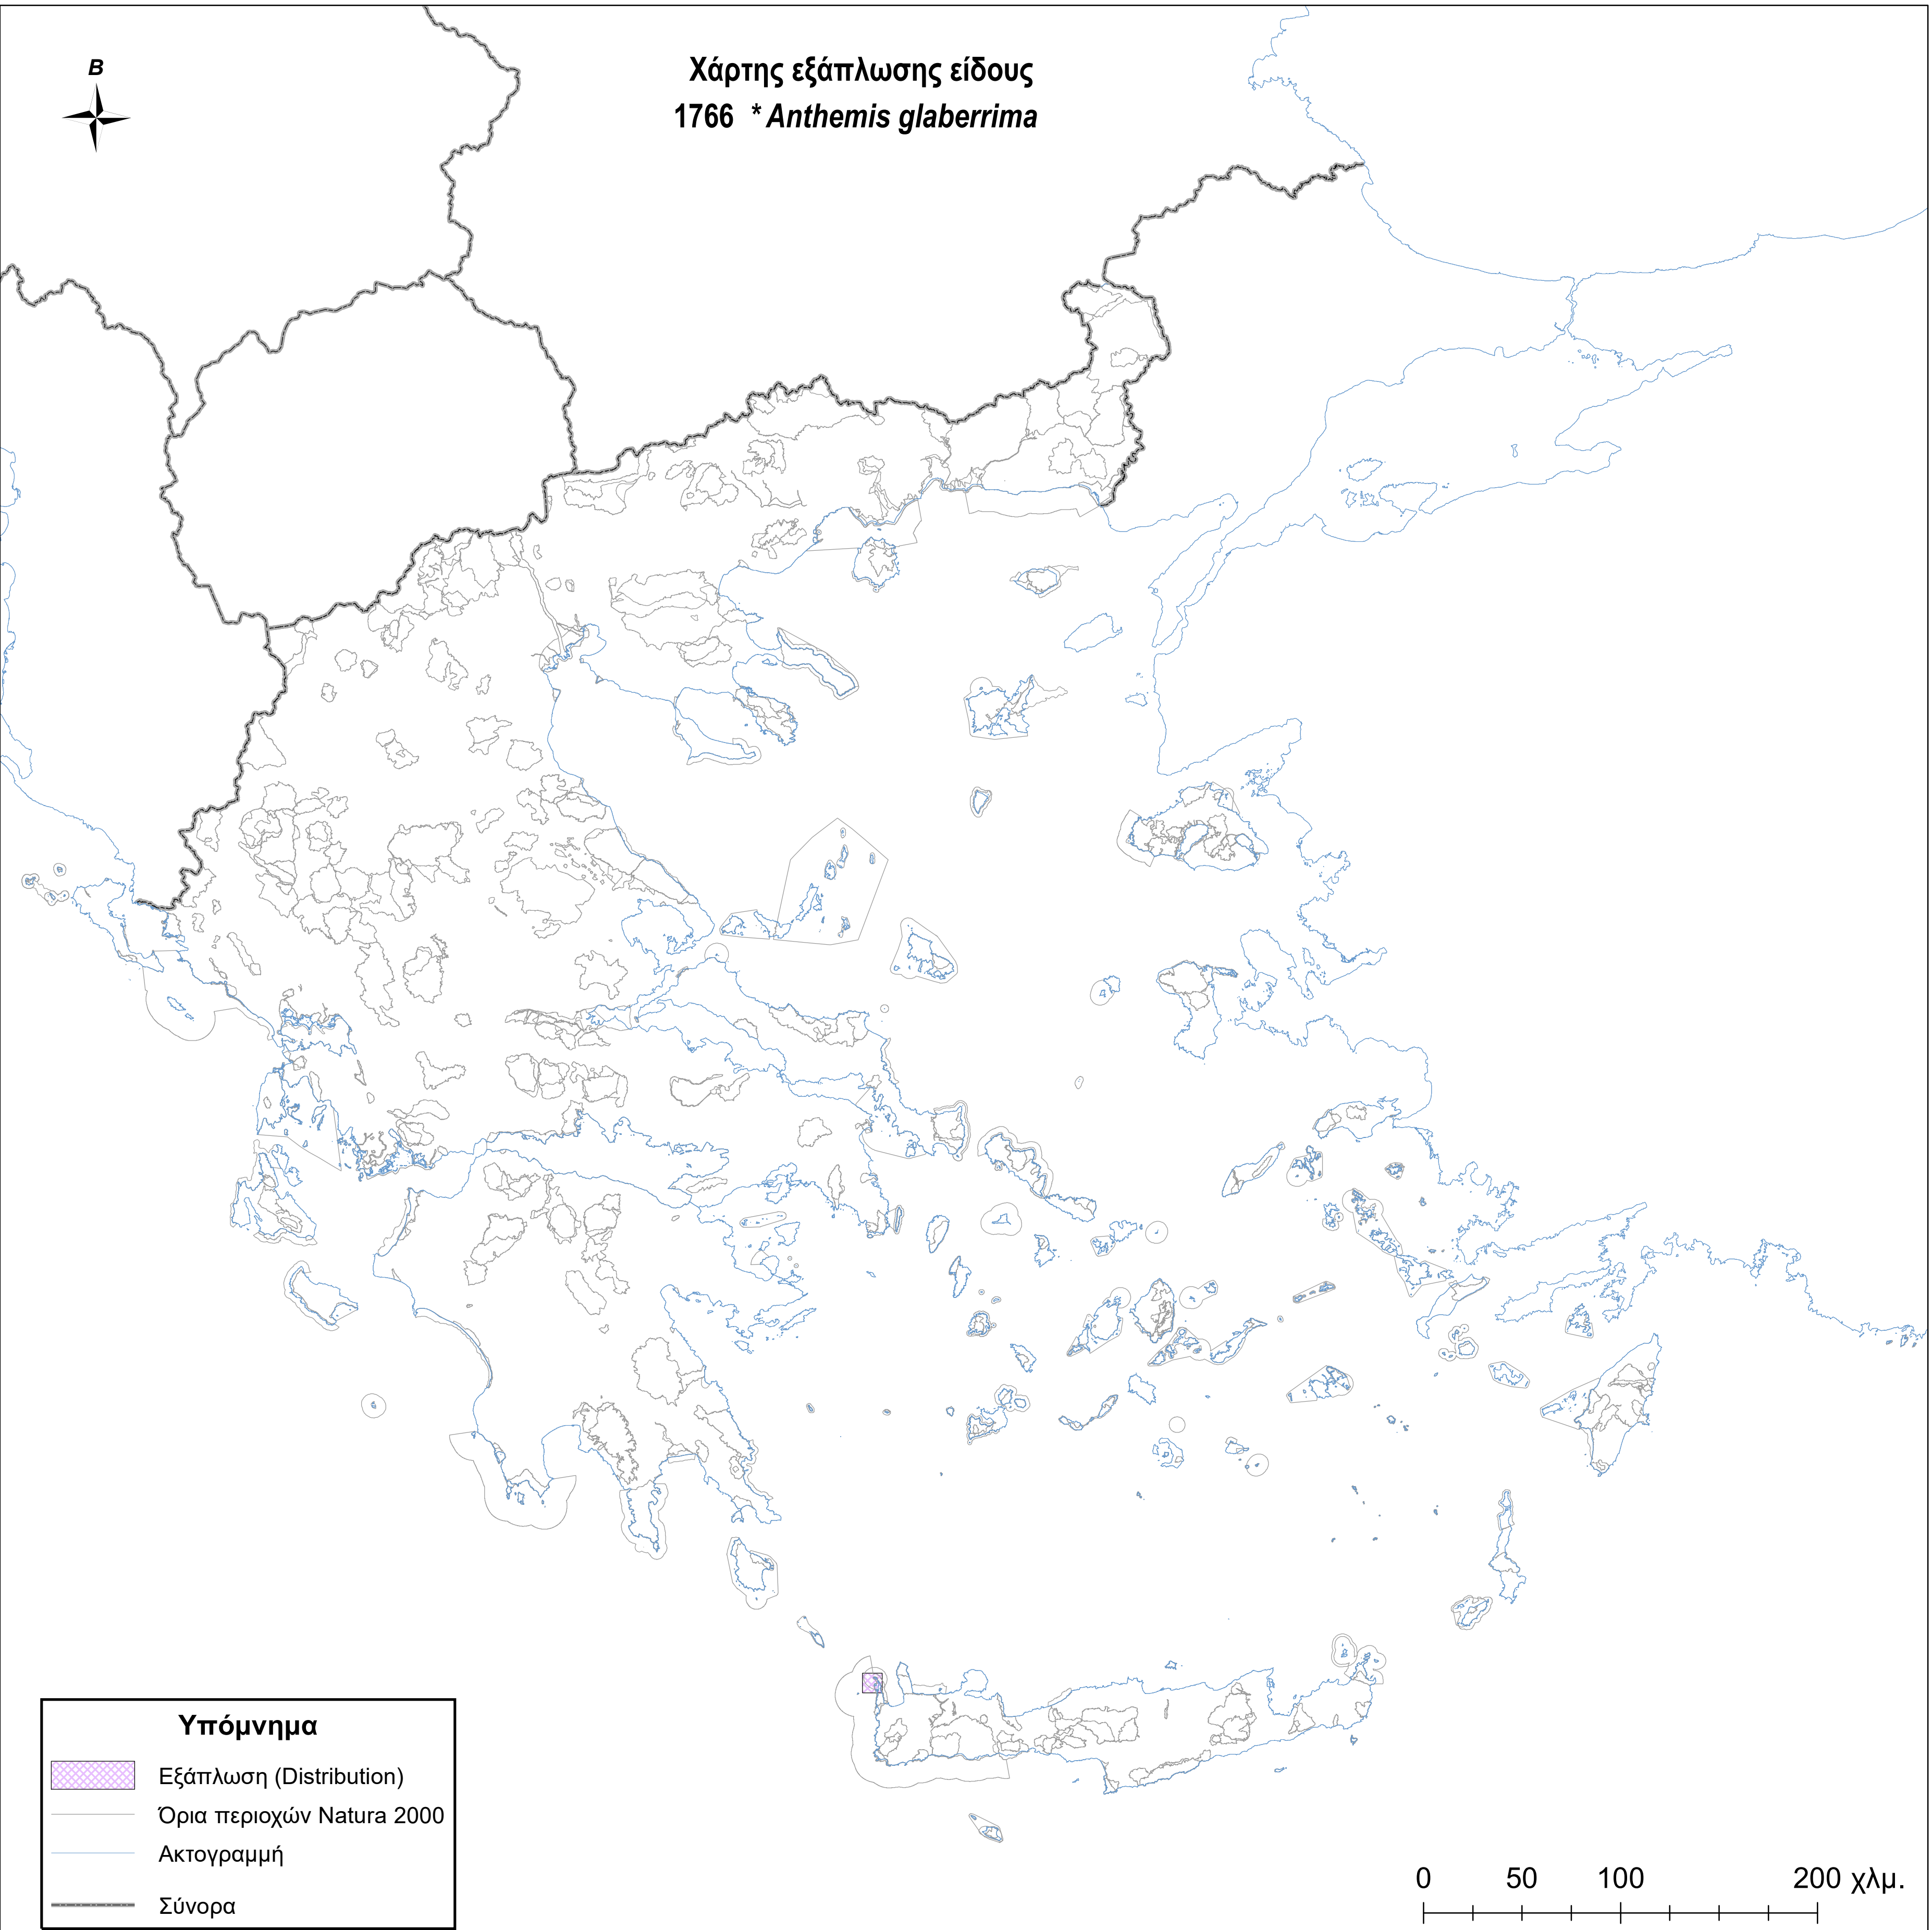 Χάρτης εξάπλωσης είδους
1766 * Anthemis glaberrima
Β
Υπόμνημα
Εξάπλωση (Distribution)
Όρια περιοχών Natura 2000
Ακτογραμμή
Σύνορα
0 50 100 200 χλμ.